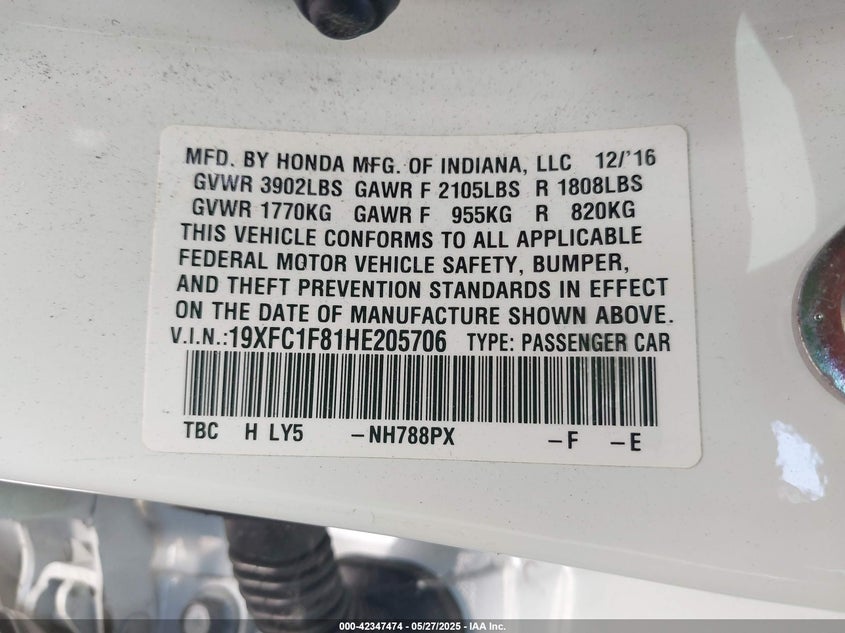 MFD. BY HONDA MFG. OF INDIANA, LLC 12/'16
GVWR 3902LBS GAWR F 2105LBS R 1808LBS
GVWR 1770KG GAWR F 955KG R 820KG
THIS VEHICLE CONFORMS TO ALL APPLICABLE
FEDERAL MOTOR VEHICLE SAFETY, BUMPER,
AND THEFT PREVENTION STANDARDS IN EFFECT
ON THE DATE OF MANUFACTURE SHOWN ABOVE.
V.I.N.:19XFC1F81HE205706 TYPE: PASSENGER CAR
TBC H LY5 –NH788PX –F –E
000-42347474 — 05/27/2025 — IAA Inc.